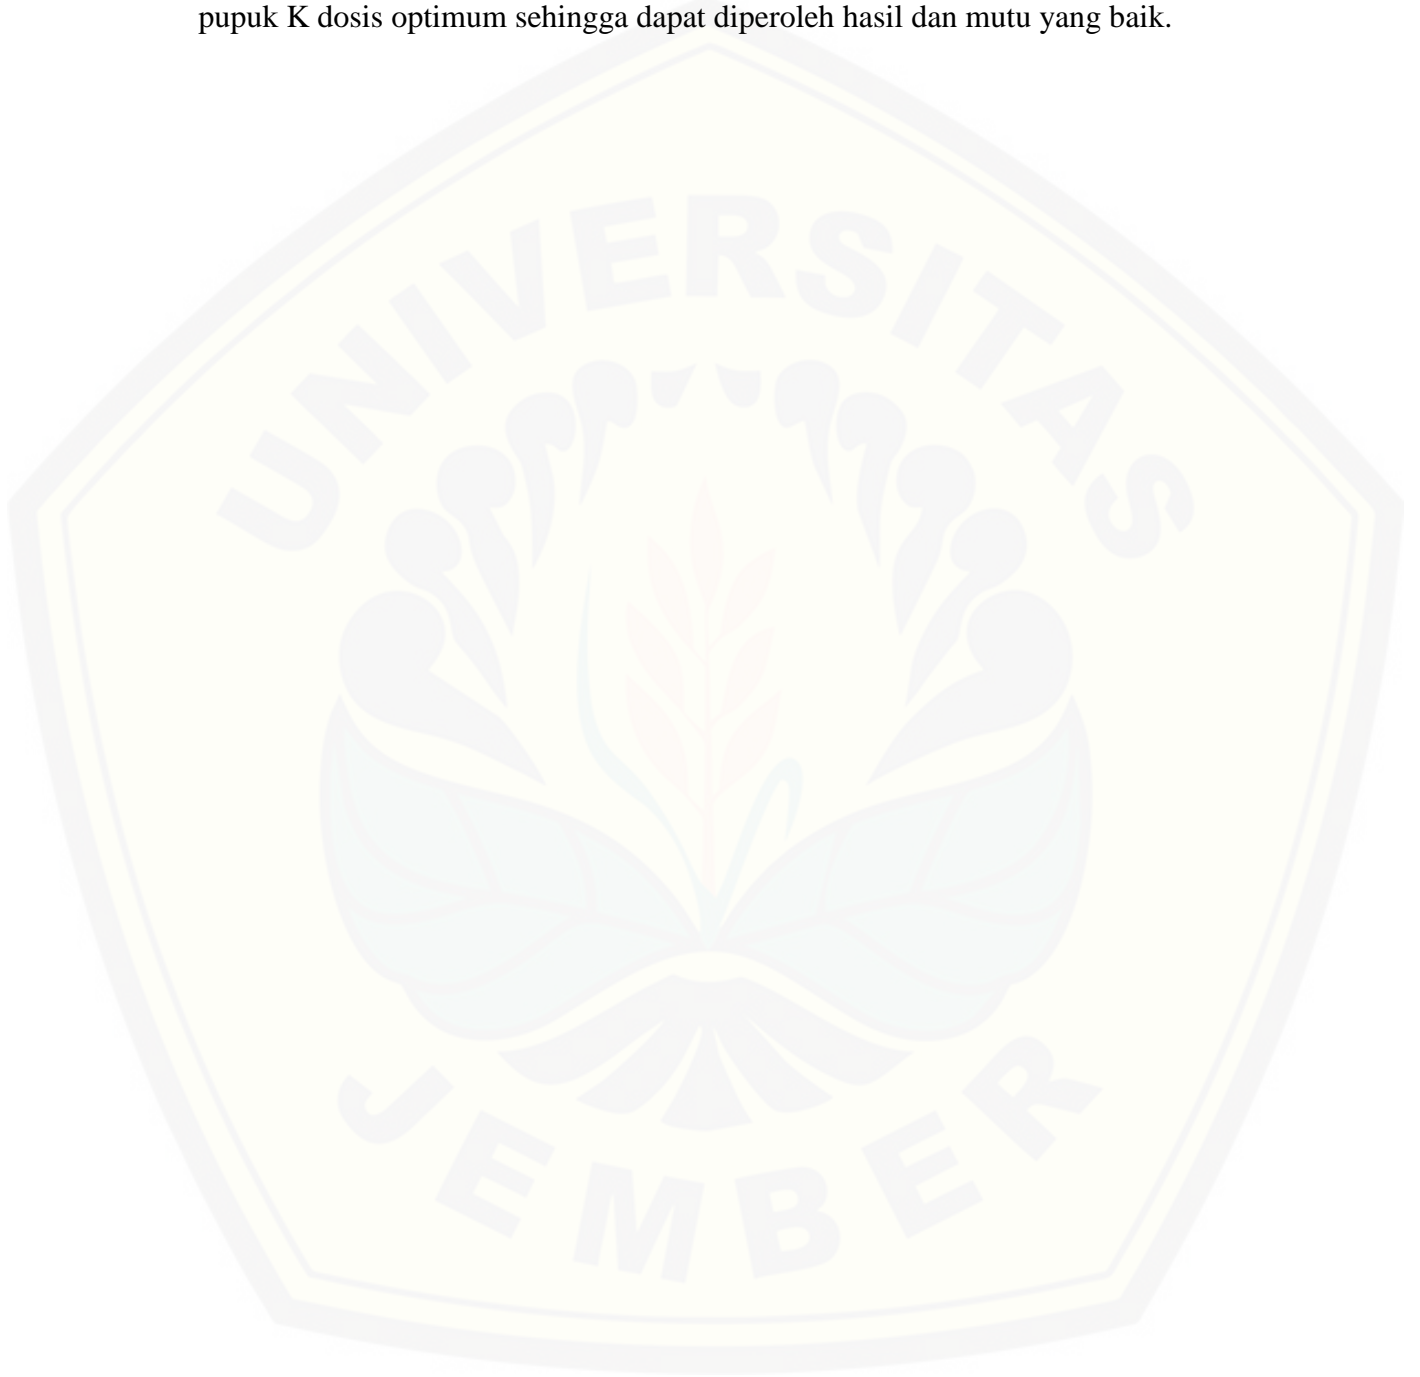 pupuk K dosis optimum sehingga dapat diperoleh hasil dan mutu yang baik.
UNIVERSITAS
JEMBER